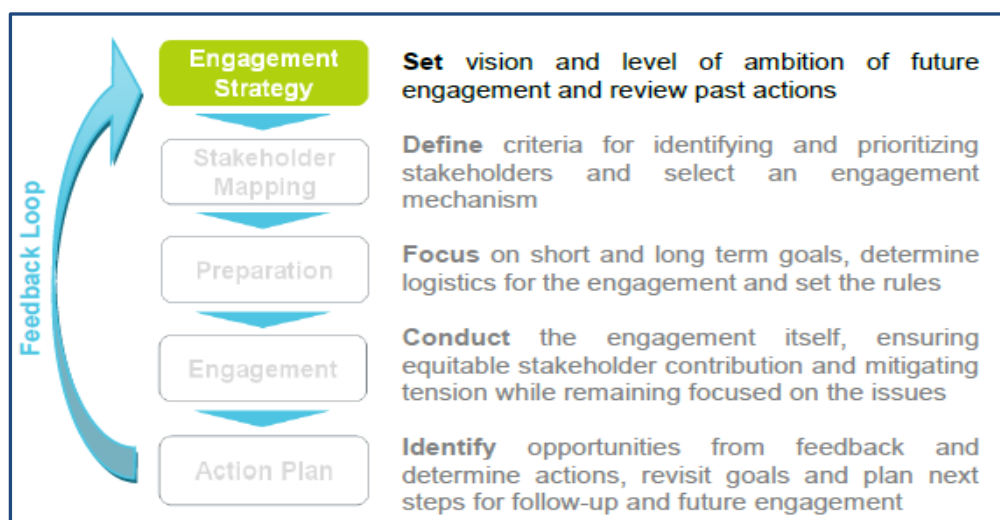 Engagement
Strategy
Set vision and level of ambition of future
engagement and review past actions
Stakeholder
Mapping
Define criteria for identifying and prioritizing
stakeholders and select an engagement
mechanism
Preparation
Focus on short and long term goals, determine
logistics for the engagement and set the rules
Engagement
Conduct the engagement itself, ensuring
equitable stakeholder contribution and mitigating
tension while remaining focused on the issues
Action Plan
Identify opportunities from feedback and
determine actions, revisit goals and plan next
steps for follow-up and future engagement
Feedback Loop